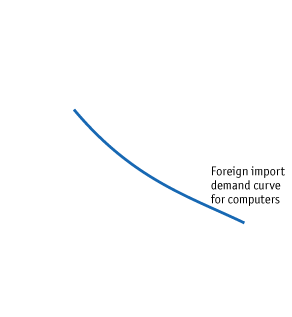 Foreign import
demand curve
for computers